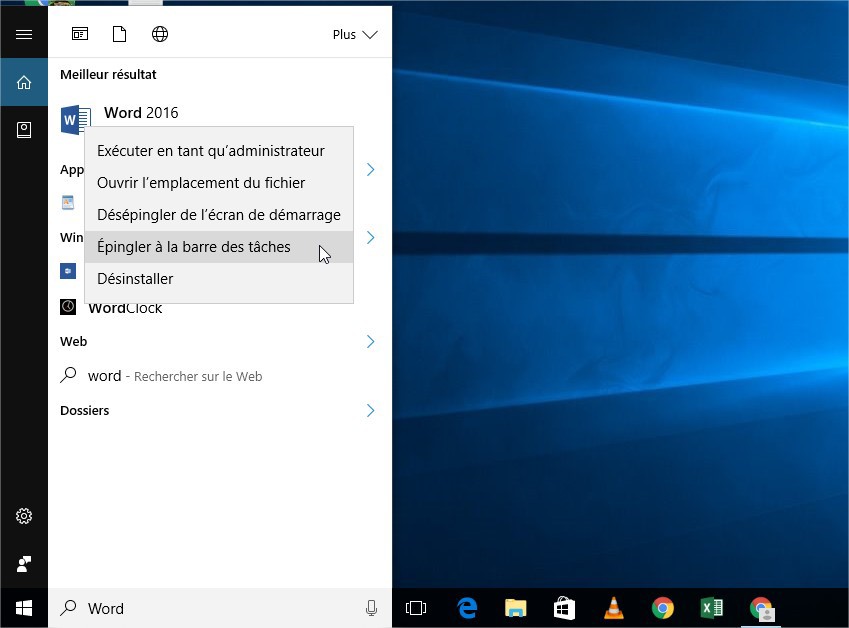 Plus
Meilleur résultat
Word 2016
Exécuter en tant qu’administrateur
App
Ouvrir l’emplacement du fichier
Désépingler de l’écran de démarrage
Win
Épingler à la barre des tâches
Désinstaller
WordClock
Web
word - Rechercher sur le Web
Dossiers
Word